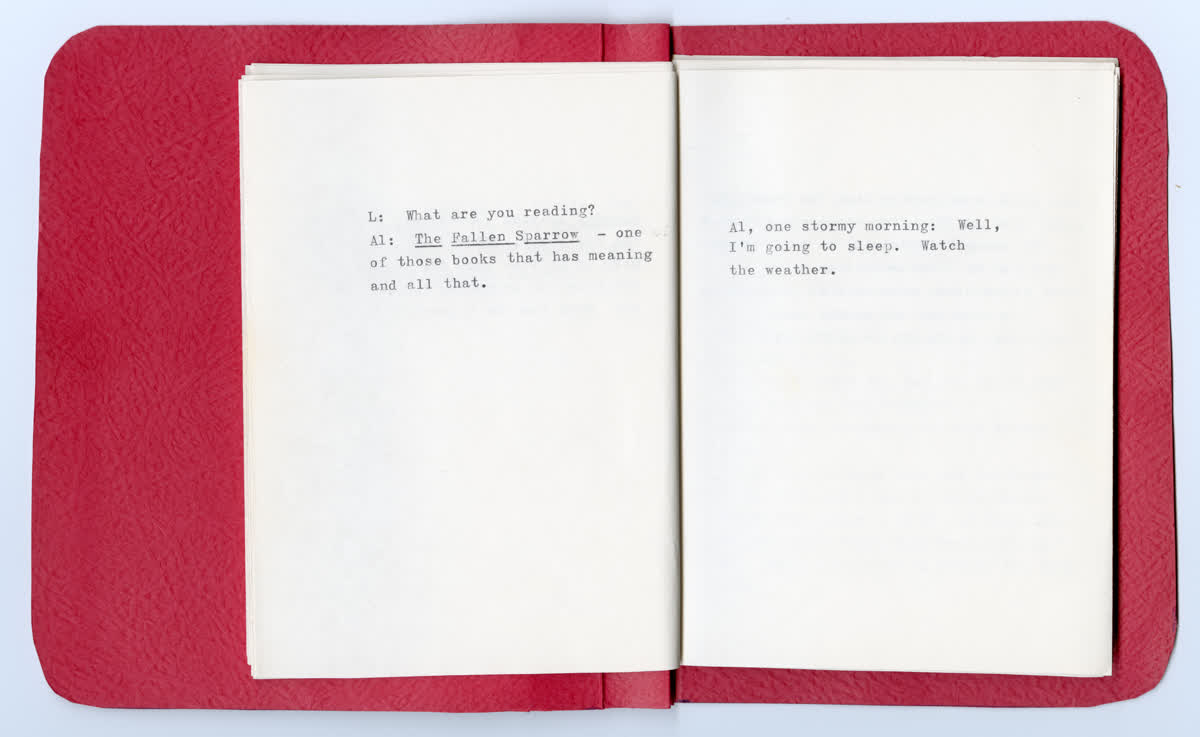 L:  What are you reading?
Al:  The Fallen Sparrow - one
of those books that has meaning
and all that.
Al, one stormy morning:  Well,
I'm going to sleep.  Watch
the weather.